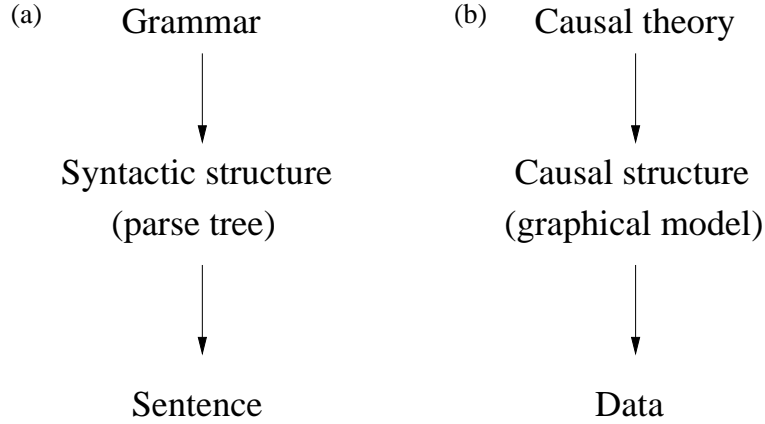 (a) Grammar
Syntactic structure
(parse tree)
Sentence
(b) Causal theory
Causal structure
(graphical model)
Data